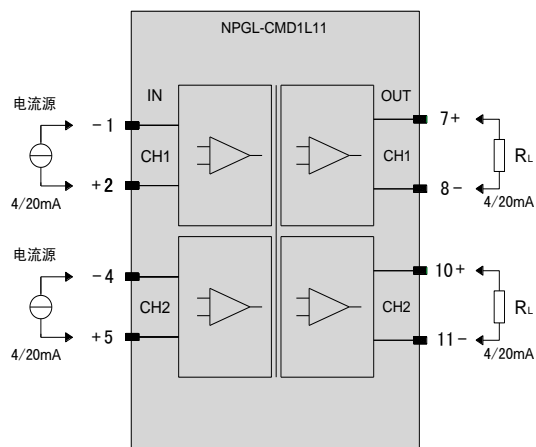 NPGL-CMD1L11
IN
OUT
电流源
-1
CH1
+2
4/20mA
7+
CH1
8-
RL
4/20mA
电流源
-4
CH2
+5
4/20mA
10+
CH2
11-
RL
4/20mA